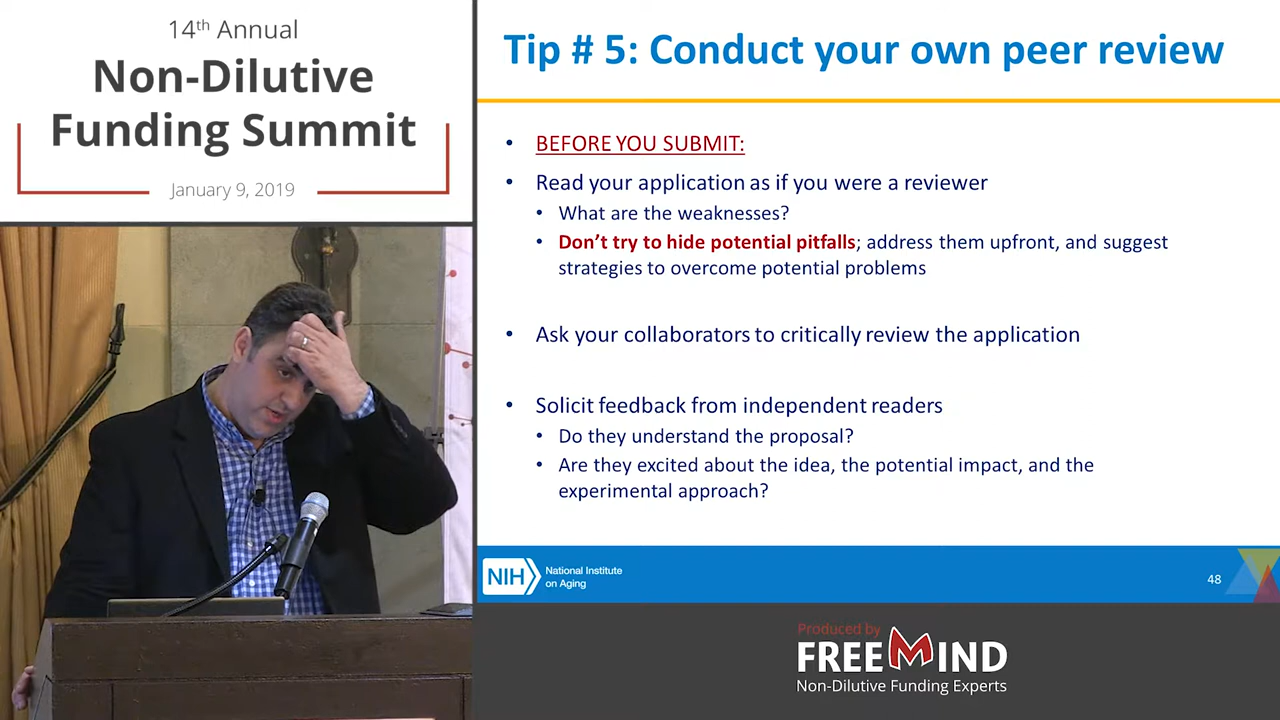 14th Annual
Non-Dilutive
Funding Summit
January 9, 2019
Tip # 5: Conduct your own peer review
• BEFORE YOU SUBMIT:
• Read your application as if you were a reviewer
• What are the weaknesses?
• Don't try to hide potential pitfalls; address them upfront, and suggest
strategies to overcome potential problems
• Ask your collaborators to critically review the application
• Solicit feedback from independent readers
• Do they understand the proposal?
• Are they excited about the idea, the potential impact, and the
experimental approach?
NIH National Institute
on Aging
48
Produced by
FREEMIND
Non-Dilutive Funding Experts